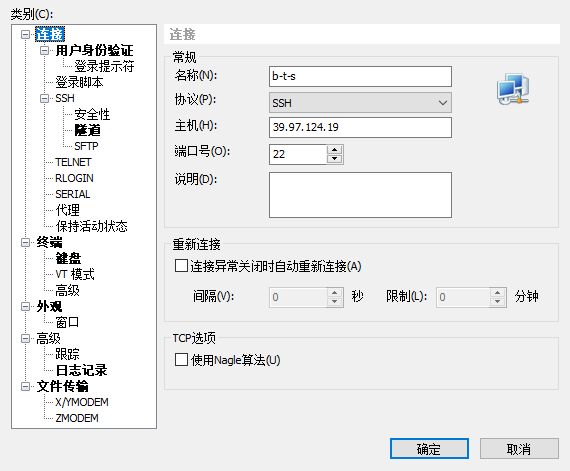 类别(C):
连接
用户身份验证
登录提示符
登录脚本
SSH
安全性
隧道
SFTP
TELNET
RLOGIN
SERIAL
代理
保持活动状态
终端
键盘
VT 模式
高级
外观
窗口
高级
跟踪
日志记录
文件传输
X/YMODEM
ZMODEM
连接
常规
名称(N): b-t-s
协议(P): SSH
主机(H): 39.97.124.19
端口号(O): 22
说明(D):
重新连接
连接异常关闭时自动重新连接(A)
间隔(V): 0 秒 限制(L): 0 分钟
TCP选项
使用Nagle算法(U)
确定 取消